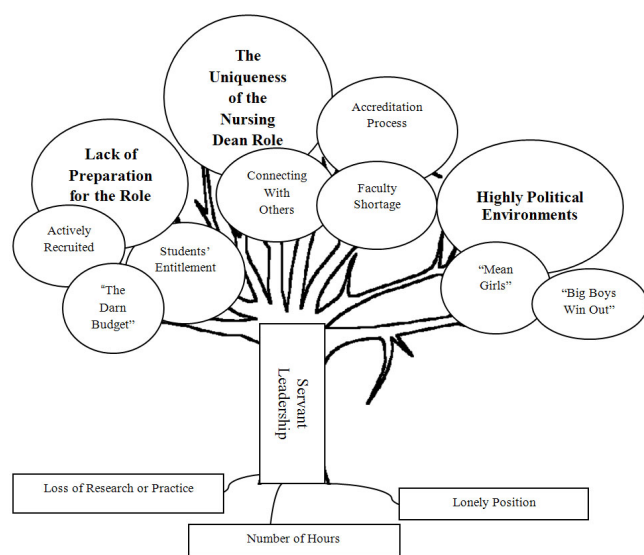 The
Uniqueness
of the
Nursing
Dean Role
Accreditation
Process
Lack of
Preparation
for the Role
Connecting
With
Others
Faculty
Shortage
Highly Political
Environments
Actively
Recruited
Students’
Entitlement
“The
Darn
Budget”
“Mean
Girls”
“Big Boys
Win Out”
Servant
Leadership
Loss of Research or Practice
Lonely Position
Number of Hours